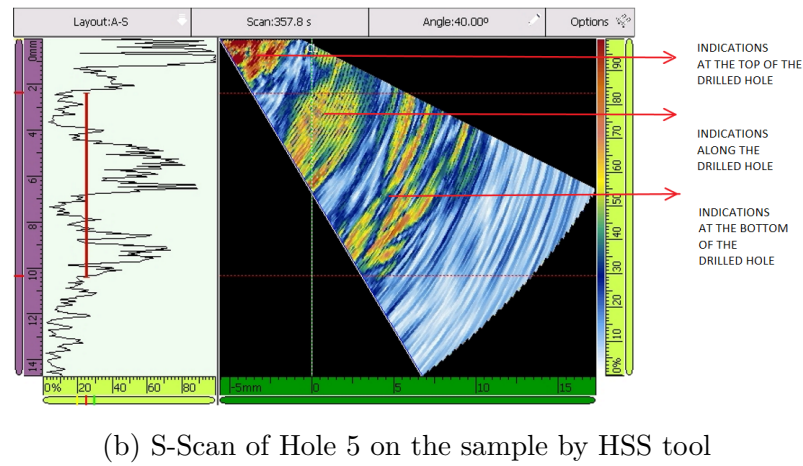 Layout:A-S
Scan:357.8 s
Angle:40.00º
Options
0mm
2
4
6
8
10
12
14
0%
20
40
60
80
-5mm
0
5
10
15
90
80
70
60
50
40
30
20
10
0%
INDICATIONS
AT THE TOP OF THE
DRILLED HOLE
INDICATIONS
ALONG THE
DRILLED HOLE
INDICATIONS
AT THE BOTTOM
OF THE
DRILLED HOLE
(b) S-Scan of Hole 5 on the sample by HSS tool